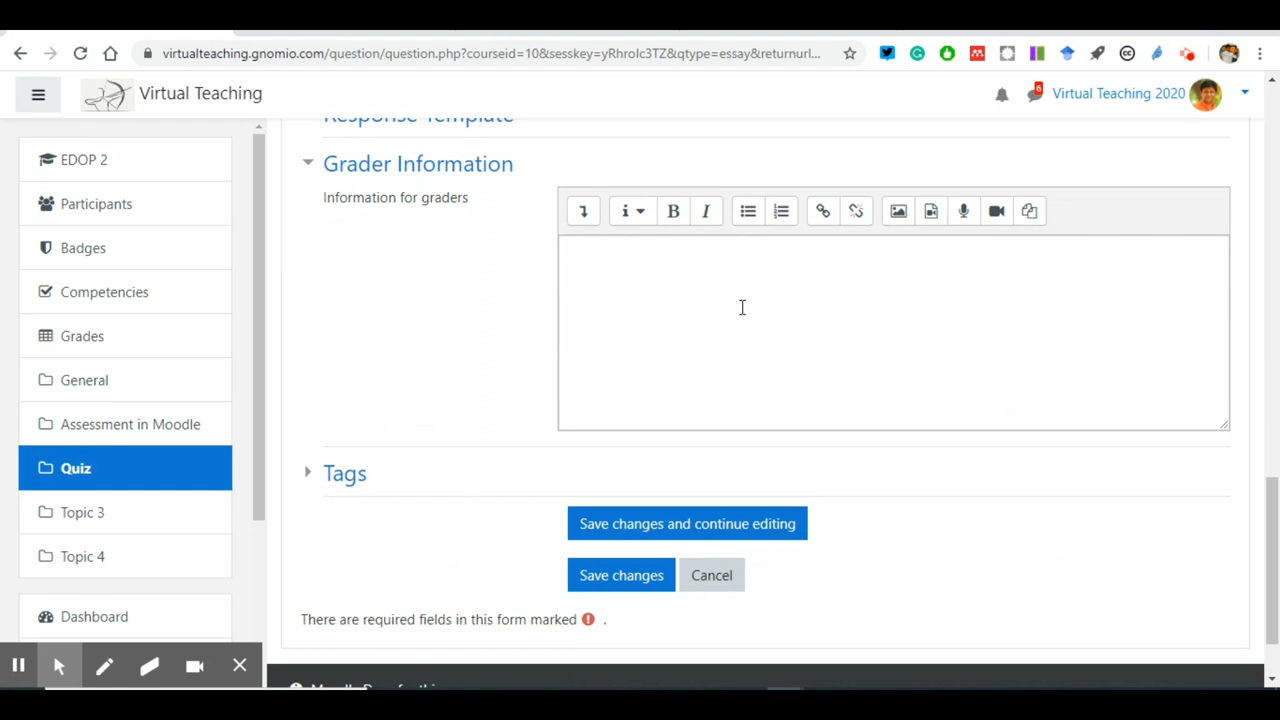 virtualteaching.gnomio.com/question/question.php?courseid=10&sesskey=yRhrolc3TZ&qtype=essay&returnurl...
Virtual Teaching
6
Virtual Teaching 2020
EDOP 2
Participants
Badges
Competencies
Grades
General
Assessment in Moodle
Quiz
Topic 3
Topic 4
Dashboard
Response Template
Grader Information
Information for graders
i B I
Tags
Save changes and continue editing
Save changes Cancel
There are required fields in this form marked .